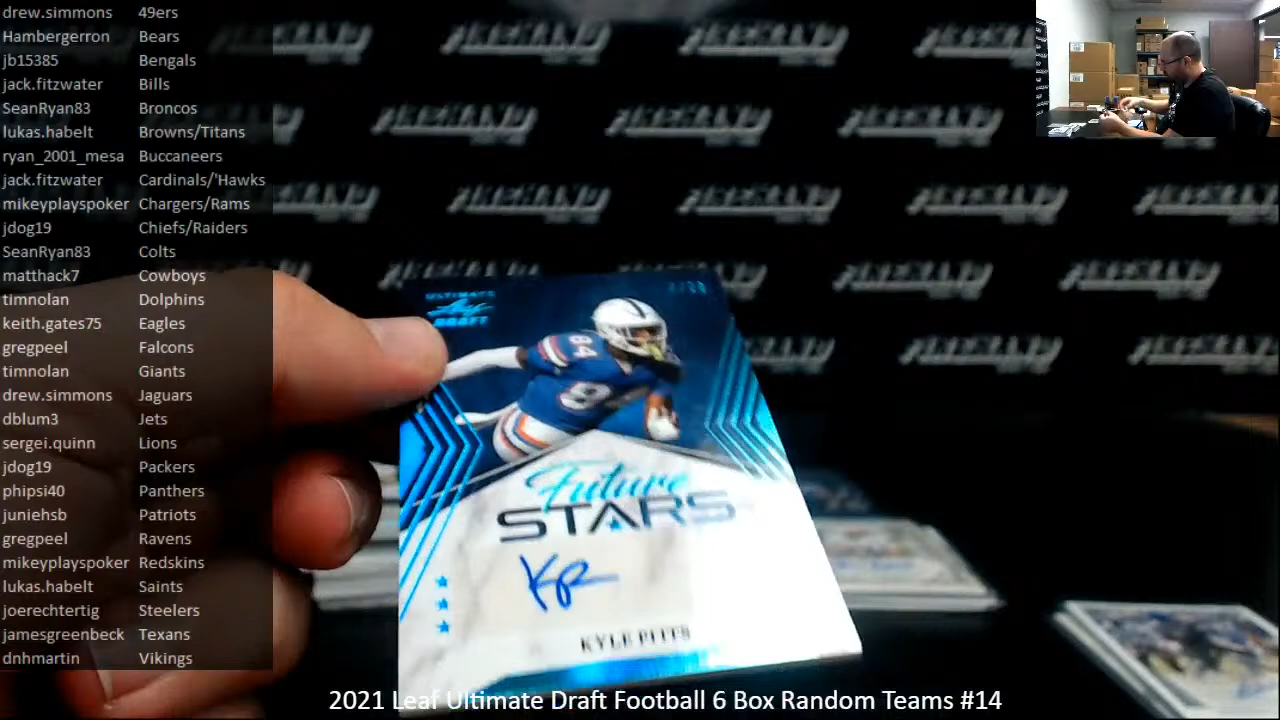 drew.simmons 49ers
Hambergerron Bears
jb15385 Bengals
jack.fitzwater Bills
SeanRyan83 Broncos
lukas.habelt Browns/Titans
ryan_2001_mesa Buccaneers
jack.fitzwater Cardinals/'Hawks
mikeyplayspoker Chargers/Rams
jdog19 Chiefs/Raiders
SeanRyan83 Colts
matthack7 Cowboys
timnolan Dolphins
keith.gates75 Eagles
gregpeel Falcons
timnolan Giants
drew.simmons Jaguars
dblum3 Jets
sergei.quinn Lions
jdog19 Packers
phipsi40 Panthers
juniehsb Patriots
gregpeel Ravens
mikeyplayspoker Redskins
lukas.habelt Saints
joerechtertig Steelers
jamesgreenbeck Texans
dnhmartin Vikings
ULTIMATE
Leaf
DRAFT
84
Future
STARS
KYLE PITTS
2021 Leaf Ultimate Draft Football 6 Box Random Teams #14